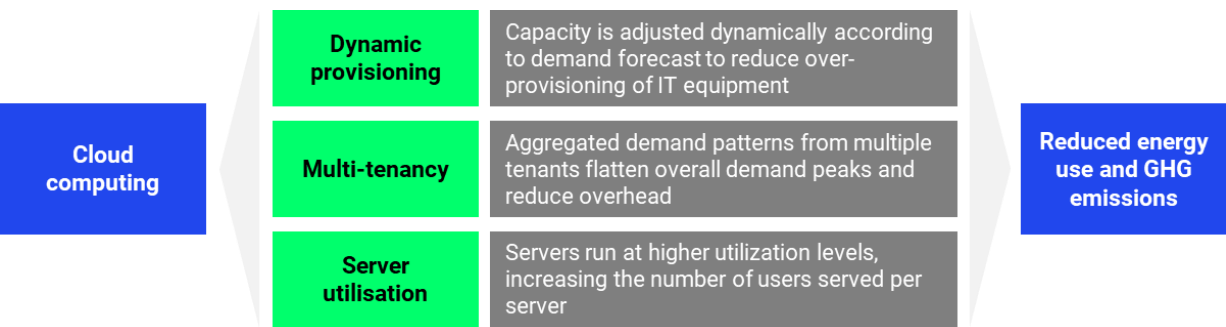 Cloud
computing
Dynamic
provisioning
Capacity is adjusted dynamically according
to demand forecast to reduce over-
provisioning of IT equipment
Multi-tenancy
Aggregated demand patterns from multiple
tenants flatten overall demand peaks and
reduce overhead
Server
utilisation
Servers run at higher utilization levels,
increasing the number of users served per
server
Reduced energy
use and GHG
emissions